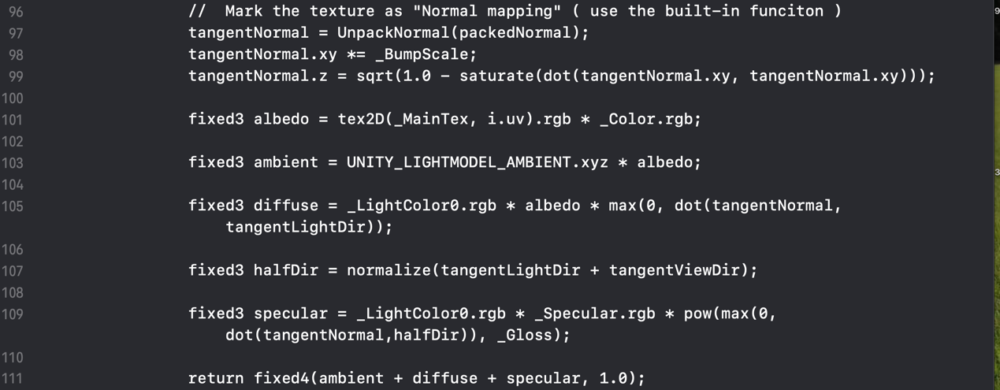 96 //  Mark the texture as "Normal mapping" ( use the built-in funciton )
97 tangentNormal = UnpackNormal(packedNormal);
98 tangentNormal.xy *= _BumpScale;
99 tangentNormal.z = sqrt(1.0 - saturate(dot(tangentNormal.xy, tangentNormal.xy)));
100
101 fixed3 albedo = tex2D(_MainTex, i.uv).rgb * _Color.rgb;
102
103 fixed3 ambient = UNITY_LIGHTMODEL_AMBIENT.xyz * albedo;
104
105 fixed3 diffuse = _LightColor0.rgb * albedo * max(0, dot(tangentNormal,
tangentLightDir));
106
107 fixed3 halfDir = normalize(tangentLightDir + tangentViewDir);
108
109 fixed3 specular = _LightColor0.rgb * _Specular.rgb * pow(max(0,
dot(tangentNormal,halfDir)), _Gloss);
110
111 return fixed4(ambient + diffuse + specular, 1.0);